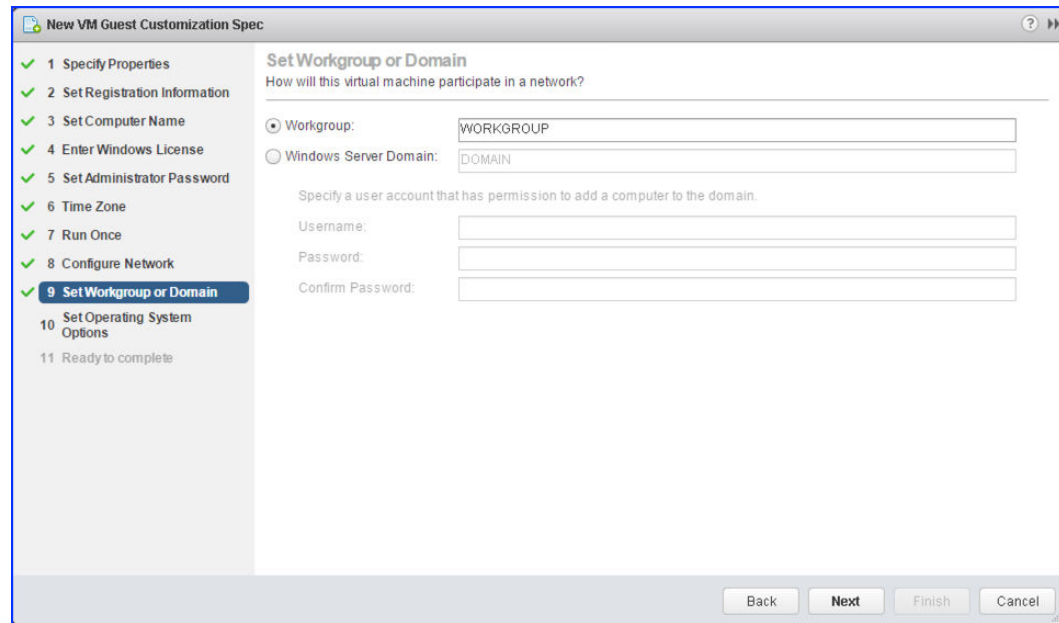 New VM Guest Customization Spec
?
1 Specify Properties
2 Set Registration Information
3 Set Computer Name
4 Enter Windows License
5 Set Administrator Password
6 Time Zone
7 Run Once
8 Configure Network
9 Set Workgroup or Domain
10 Set Operating System
Options
11 Ready to complete
Set Workgroup or Domain
How will this virtual machine participate in a network?
Workgroup: WORKGROUP
Windows Server Domain: DOMAIN
Specify a user account that has permission to add a computer to the domain.
Username:
Password:
Confirm Password:
Back Next Finish Cancel